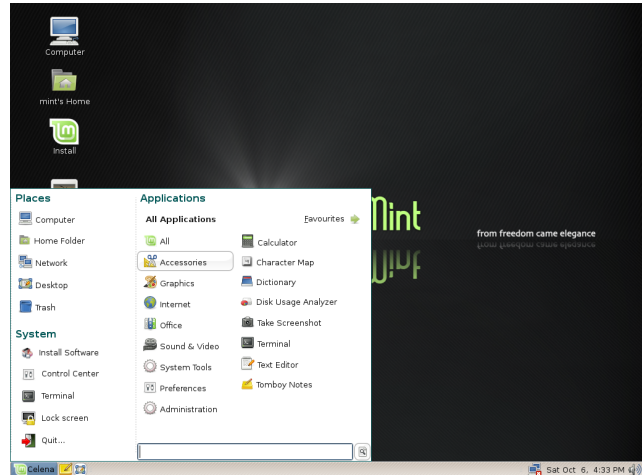 Computer
mint's Home
Install
Places
Computer
Home Folder
Network
Desktop
Trash
System
Install Software
Control Center
Terminal
Lock screen
Quit...
Applications
All Applications
Favourites
All
Accessories
Graphics
Internet
Office
Sound & Video
System Tools
Preferences
Administration
Calculator
Character Map
Dictionary
Disk Usage Analyzer
Take Screenshot
Terminal
Text Editor
Tomboy Notes
Mint
from freedom came elegance
Celena
Sat Oct 6, 4:33 PM